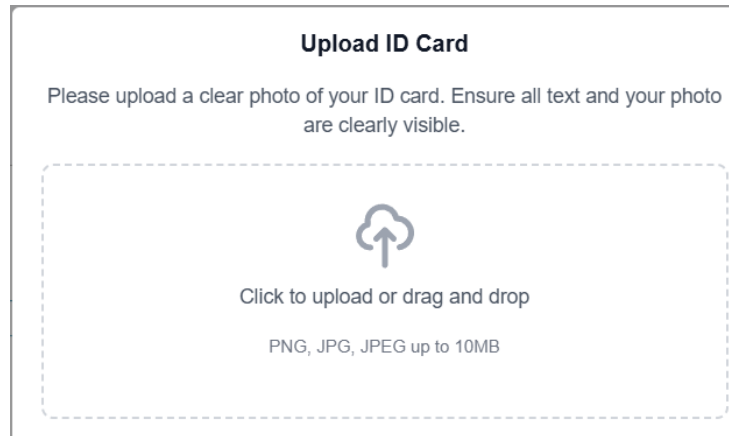 Upload ID Card
Please upload a clear photo of your ID card. Ensure all text and your photo
are clearly visible.
Click to upload or drag and drop
PNG, JPG, JPEG up to 10MB